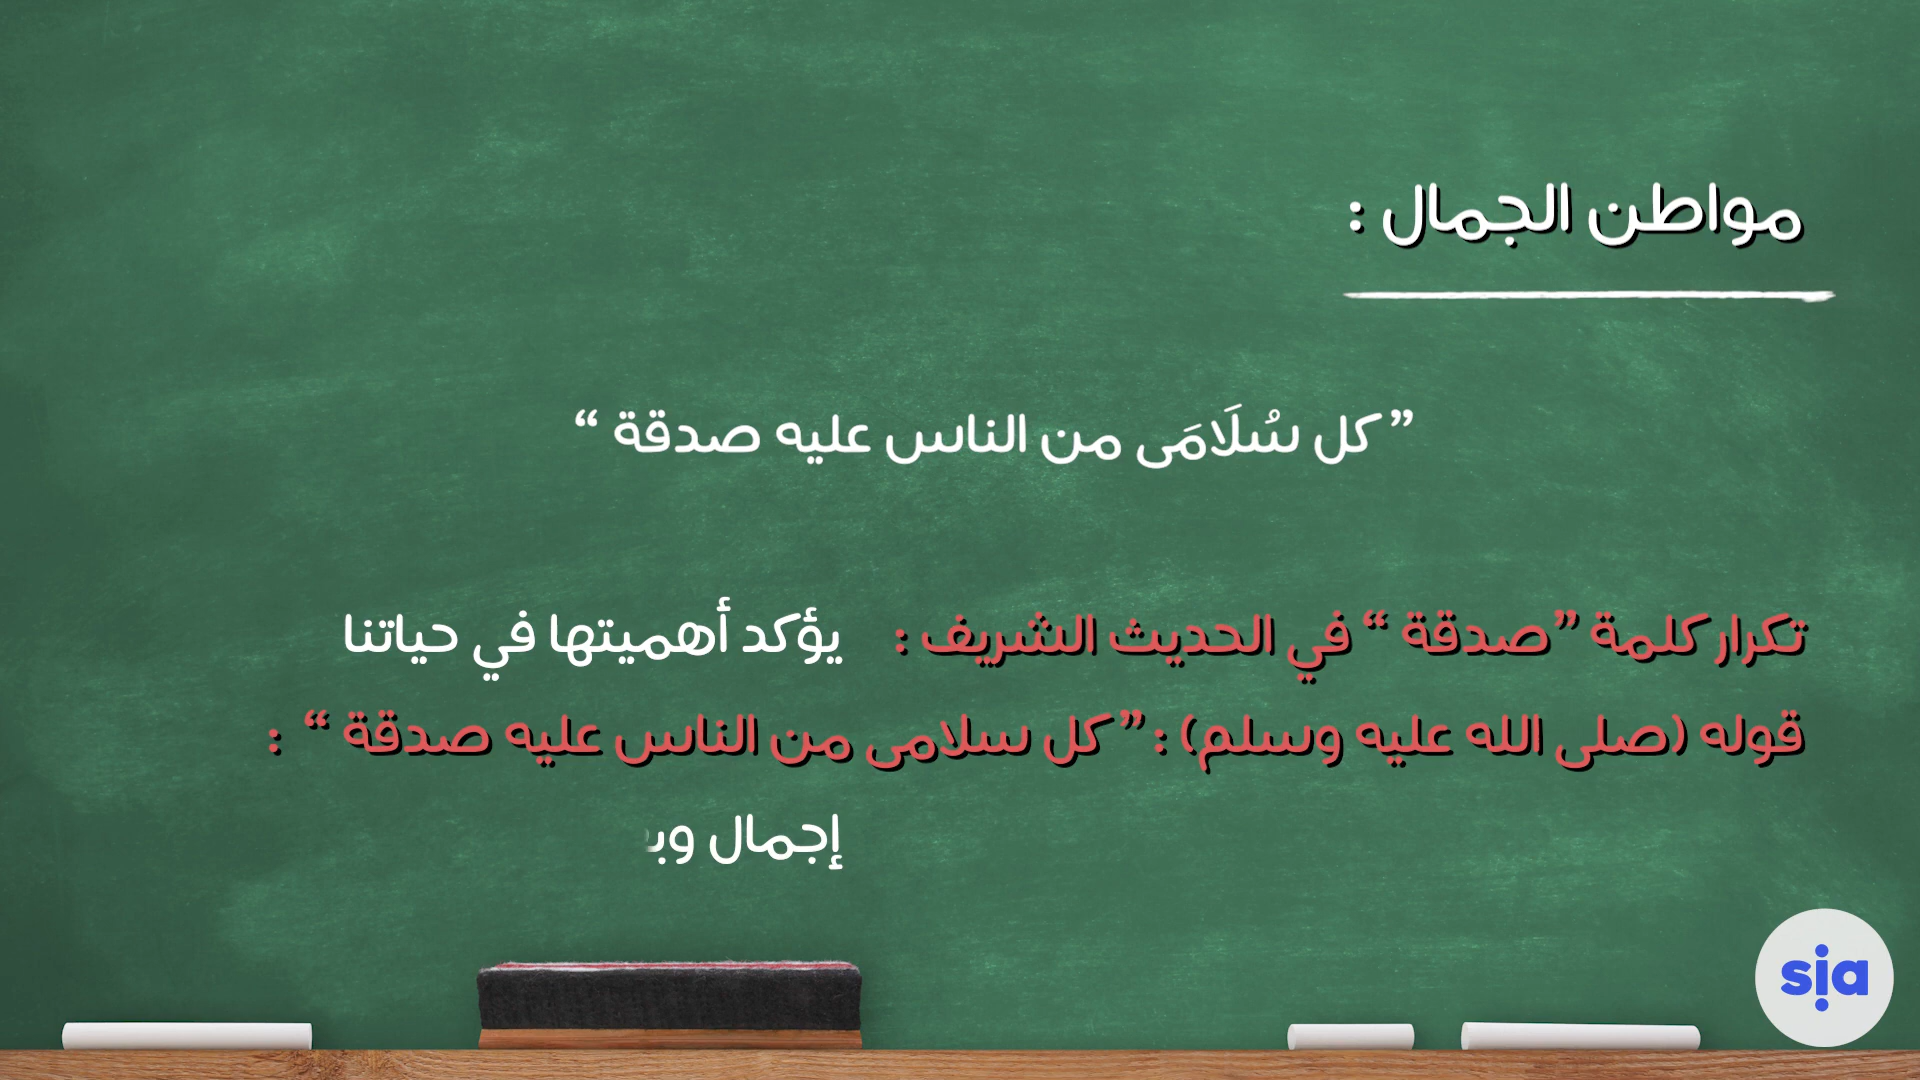 مواطن الجمال :
” كل سُلَامَى من الناس عليه صدقة “
تكرار كلمة ” صدقة “ في الحديث الشريف : يؤكد أهميتها في حياتنا
قوله (صلى الله عليه وسلم) : ” كل سلامى من الناس عليه صدقة “ :
إجمال
sia